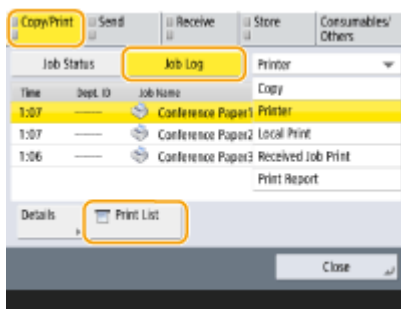 Copy/Print Send Receive Store Consumables/
Others
Job Status Job Log Printer
Time Dept. ID Job Name Copy
1:07 ------ Conference Paper1 Printer
1:07 ------ Conference Paper2 Local Print
1:06 ------ Conference Paper3 Received Job Print
Print Report
Details Print List
Close